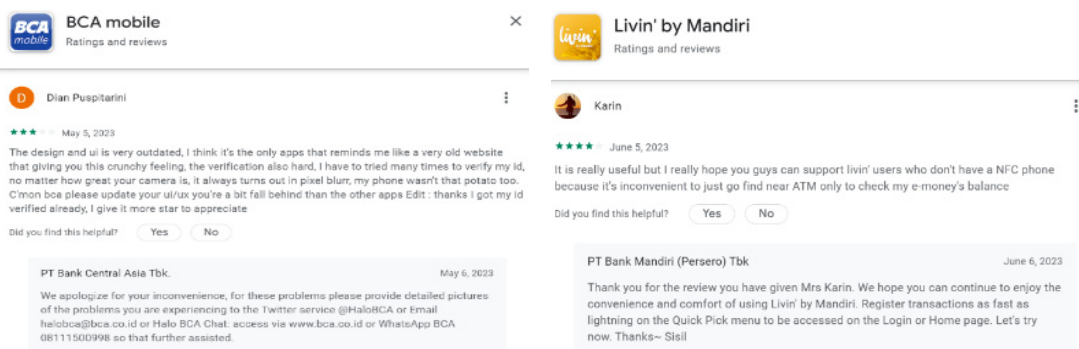 BCA
mobile
BCA mobile
Ratings and reviews
D
Dian Puspitarini
May 5, 2023
The design and ui is very outdated, I think it's the only apps that reminds me like a very old website
that giving you this crunchy feeling, the verification also hard, I have to tried many times to verify my id,
no matter how great your camera is, it always turns out in pixel blurr, my phone wasn't that potato too.
C'mon bca please update your ui/ux you're a bit fall behind than the other apps Edit : thanks I got my id
verified already, I give it more star to appreciate
Did you find this helpful? Yes No
PT Bank Central Asia Tbk. May 6, 2023
We apologize for your inconvenience, for these problems please provide detailed pictures
of the problems you are experiencing to the Twitter service @HaloBCA or Email
halobca@bca.co.id or Halo BCA Chat: access via www.bca.co.id or WhatsApp BCA
08111500998 so that further assisted.
livin'
Livin' by Mandiri
Ratings and reviews
Karin
June 5, 2023
It is really useful but I really hope you guys can support livin' users who don't have a NFC phone
because it's inconvenient to just go find near ATM only to check my e-money's balance
Did you find this helpful? Yes No
PT Bank Mandiri (Persero) Tbk June 6, 2023
Thank you for the review you have given Mrs Karin. We hope you can continue to enjoy the
convenience and comfort of using Livin' by Mandiri. Register transactions as fast as
lightning on the Quick Pick menu to be accessed on the Login or Home page. Let's try
now. Thanks~ Sisil